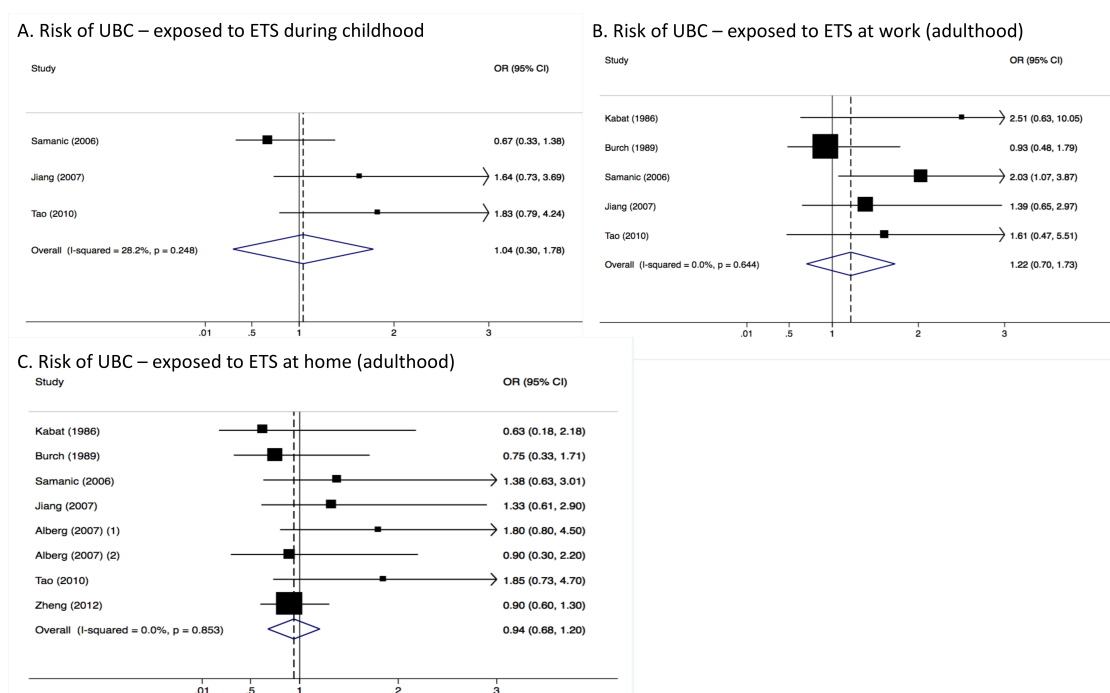 A. Risk of UBC – exposed to ETS during childhood
Study OR (95% CI)
Samanic (2006) 0.67 (0.33, 1.38)
Jiang (2007) 1.64 (0.73, 3.69)
Tao (2010) 1.83 (0.79, 4.24)
Overall (I-squared = 28.2%, p = 0.248) 1.04 (0.30, 1.78)
.01 .5 1 2 3
B. Risk of UBC – exposed to ETS at work (adulthood)
Study OR (95% CI)
Kabat (1986) 2.51 (0.63, 10.05)
Burch (1989) 0.93 (0.48, 1.79)
Samanic (2006) 2.03 (1.07, 3.87)
Jiang (2007) 1.39 (0.65, 2.97)
Tao (2010) 1.61 (0.47, 5.51)
Overall (I-squared = 0.0%, p = 0.644) 1.22 (0.70, 1.73)
.01 .5 1 2 3
C. Risk of UBC – exposed to ETS at home (adulthood)
Study OR (95% CI)
Kabat (1986) 0.63 (0.18, 2.18)
Burch (1989) 0.75 (0.33, 1.71)
Samanic (2006) 1.38 (0.63, 3.01)
Jiang (2007) 1.33 (0.61, 2.90)
Alberg (2007) (1) 1.80 (0.80, 4.50)
Alberg (2007) (2) 0.90 (0.30, 2.20)
Tao (2010) 1.85 (0.73, 4.70)
Zheng (2012) 0.90 (0.60, 1.30)
Overall (I-squared = 0.0%, p = 0.853) 0.94 (0.68, 1.20)
.01 .5 1 2 3